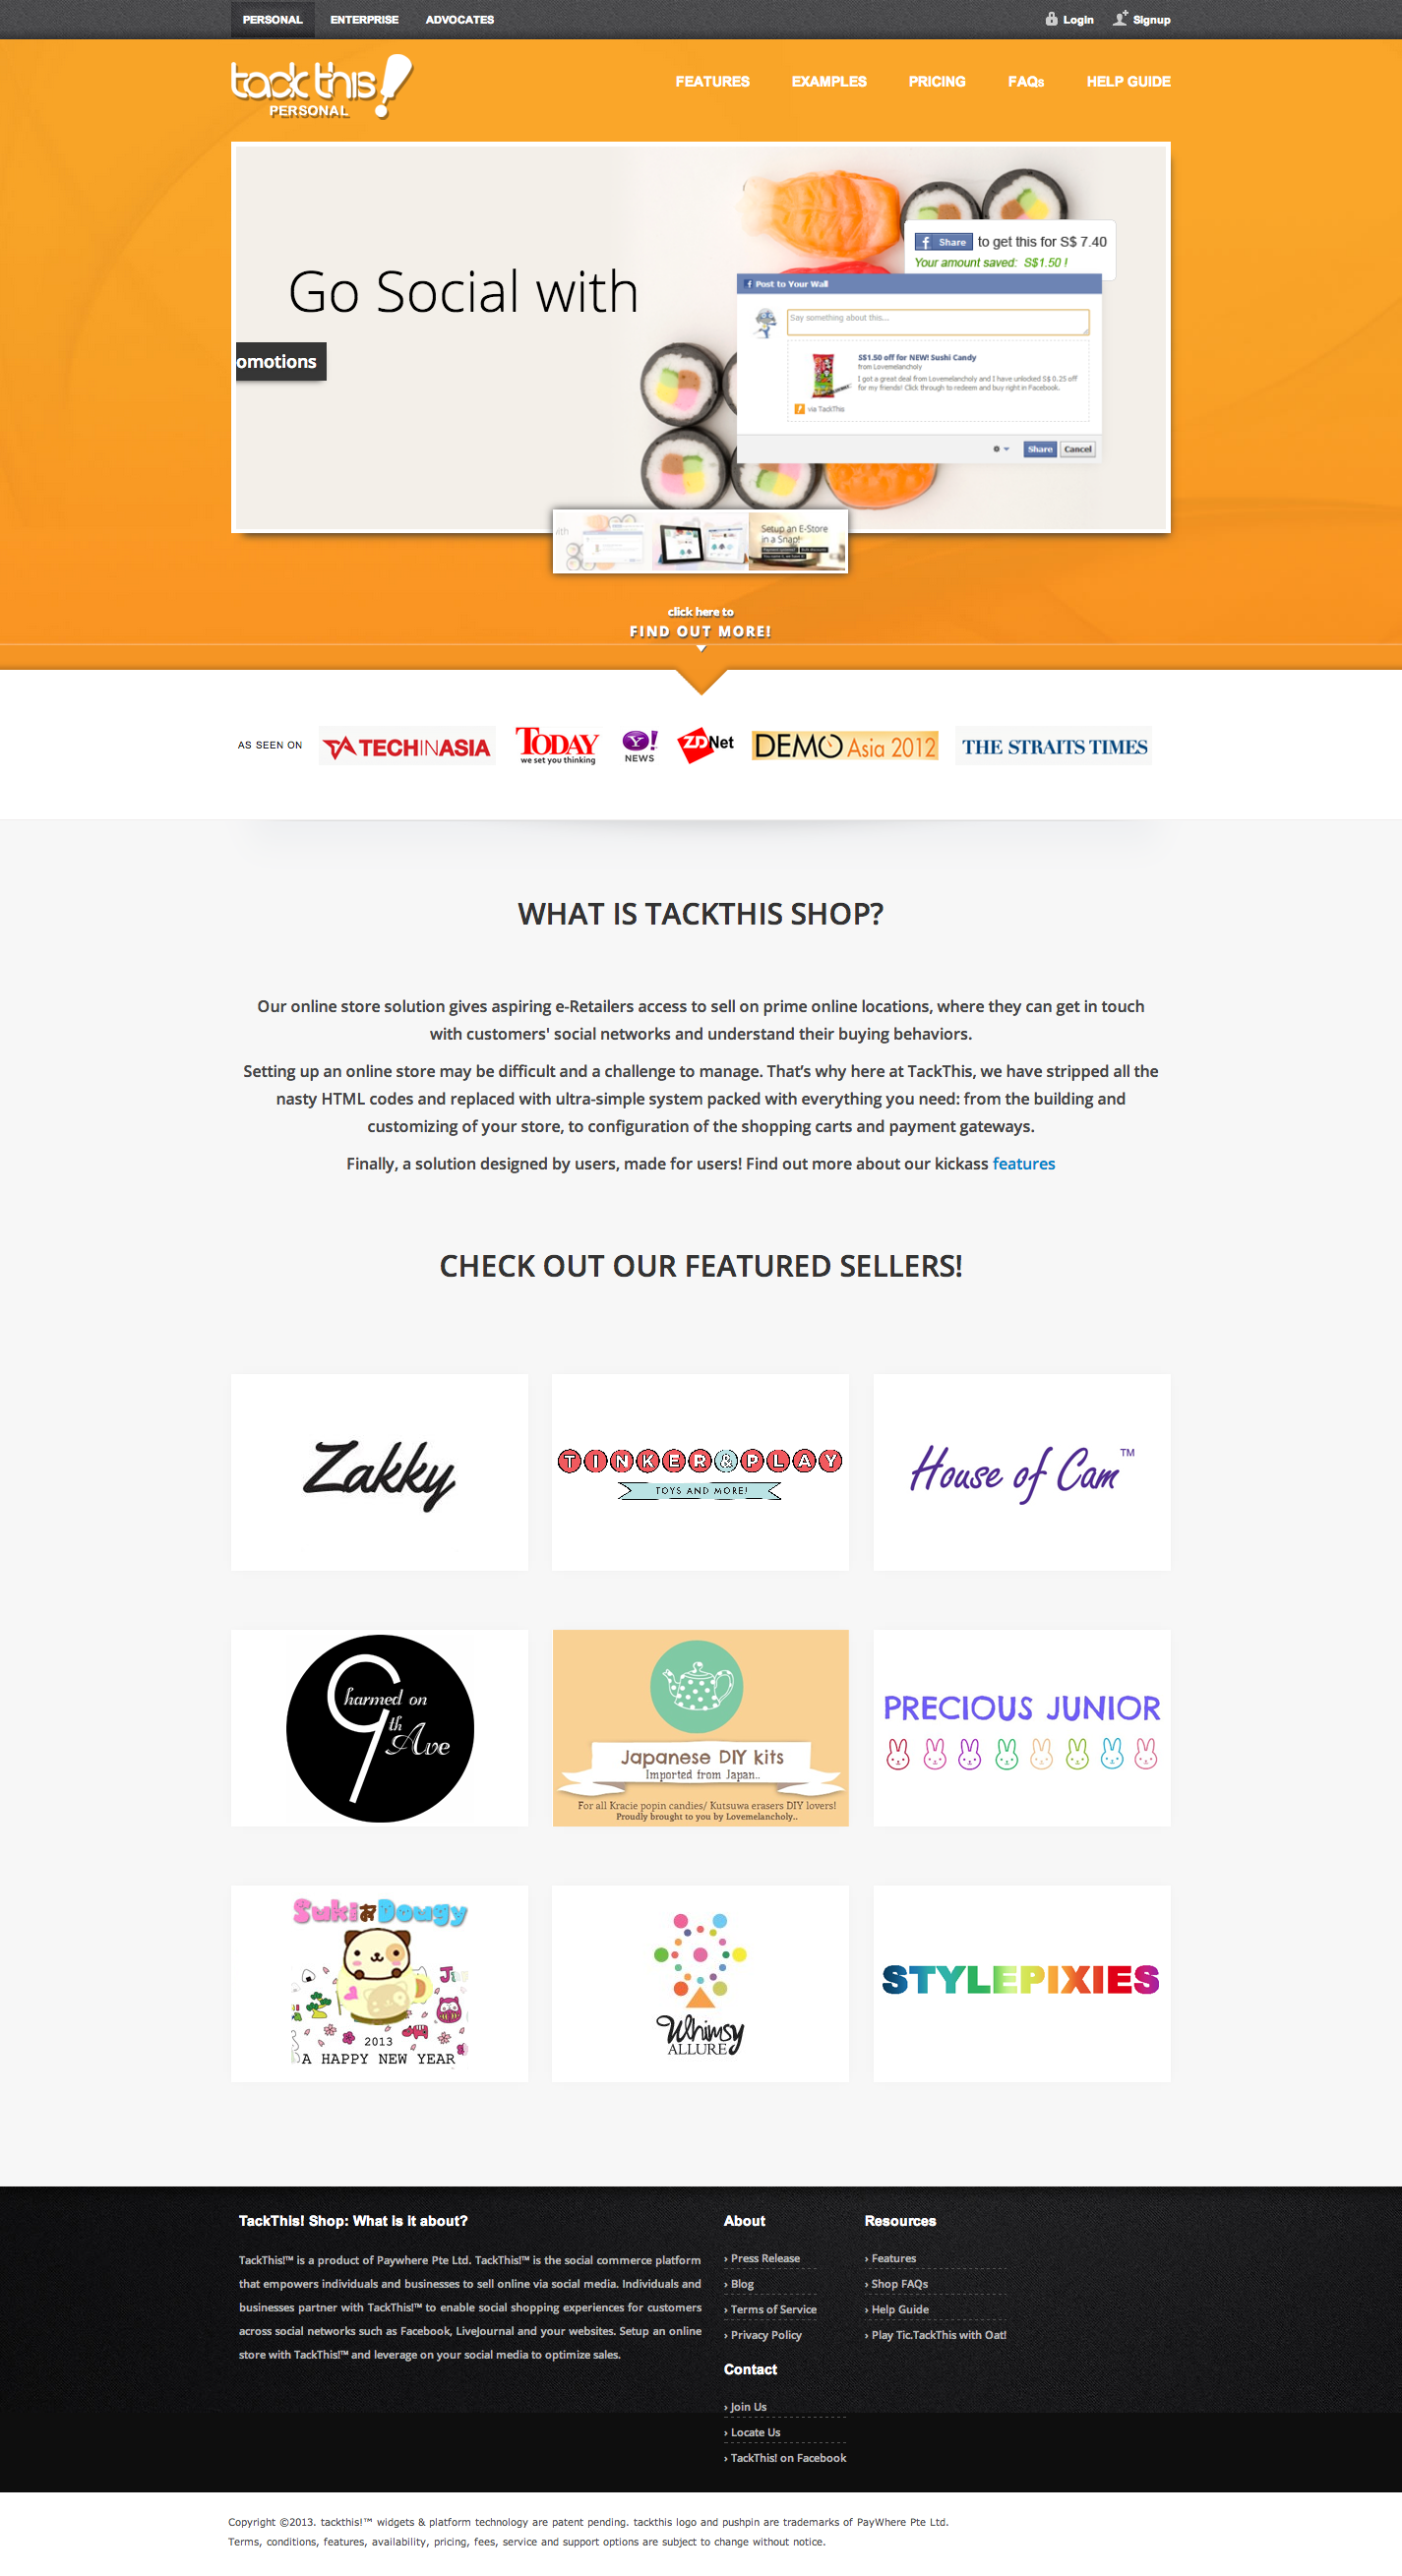 PERSONAL ENTERPRISE ADVOCATES Login Signup
tack this!
PERSONAL
FEATURES EXAMPLES PRICING FAQs HELP GUIDE
Go Social with
omotions
Share to get this for S$ 7.40
Your amount saved: S$1.50 !
Post to Your Wall
Say something about this...
S$1.50 off for NEW! Sushi Candy
from Lovemelancholy
I got a great deal from Lovemelancholy and I have unlocked S$ 0.25 off
for my friends! Click through to redeem and buy right in Facebook.
via TackThis
Share Cancel
Setup an E-Store
in a Snap!
click here to
FIND OUT MORE!
AS SEEN ON
TECHINASIA
TODAY
we set you thinking
Y!
NEWS
ZDNet
DEMO Asia 2012
THE STRAITS TIMES
WHAT IS TACKTHIS SHOP?
Our online store solution gives aspiring e-Retailers access to sell on prime online locations, where they can get in touch
with customers' social networks and understand their buying behaviors.
Setting up an online store may be difficult and a challenge to manage. That's why here at TackThis, we have stripped all the
nasty HTML codes and replaced with ultra-simple system packed with everything you need: from the building and
customizing of your store, to configuration of the shopping carts and payment gateways.
Finally, a solution designed by users, made for users! Find out more about our kickass features
CHECK OUT OUR FEATURED SELLERS!
Zakky
TINKER & PLAY
TOYS AND MORE!
House of Cam ™
Charmed on
9th Ave
Japanese DIY kits
Imported from Japan..
For all Kracie popin candies/ Kutsuwa erasers DIY lovers!
Proudly brought to you by Lovemelancholy..
PRECIOUS JUNIOR
Suki Dougy
2013
A HAPPY NEW YEAR
Whimsy
ALLURE
STYLEPIXIES
TackThis! Shop: What is it about?
TackThis!™ is a product of Paywhere Pte Ltd. TackThis!™ is the social commerce platform
that empowers individuals and businesses to sell online via social media. Individuals and
businesses partner with TackThis!™ to enable social shopping experiences for customers
across social networks such as Facebook, LiveJournal and your websites. Setup an online
store with TackThis!™ and leverage on your social media to optimize sales.
About
› Press Release
› Blog
› Terms of Service
› Privacy Policy
Contact
› Join Us
› Locate Us
› TackThis! on Facebook
Resources
› Features
› Shop FAQs
› Help Guide
› Play Tic.TackThis with Oat!
Copyright ©2013. tackthis!™ widgets & platform technology are patent pending. tackthis logo and pushpin are trademarks of PayWhere Pte Ltd.
Terms, conditions, features, availability, pricing, fees, service and support options are subject to change without notice.